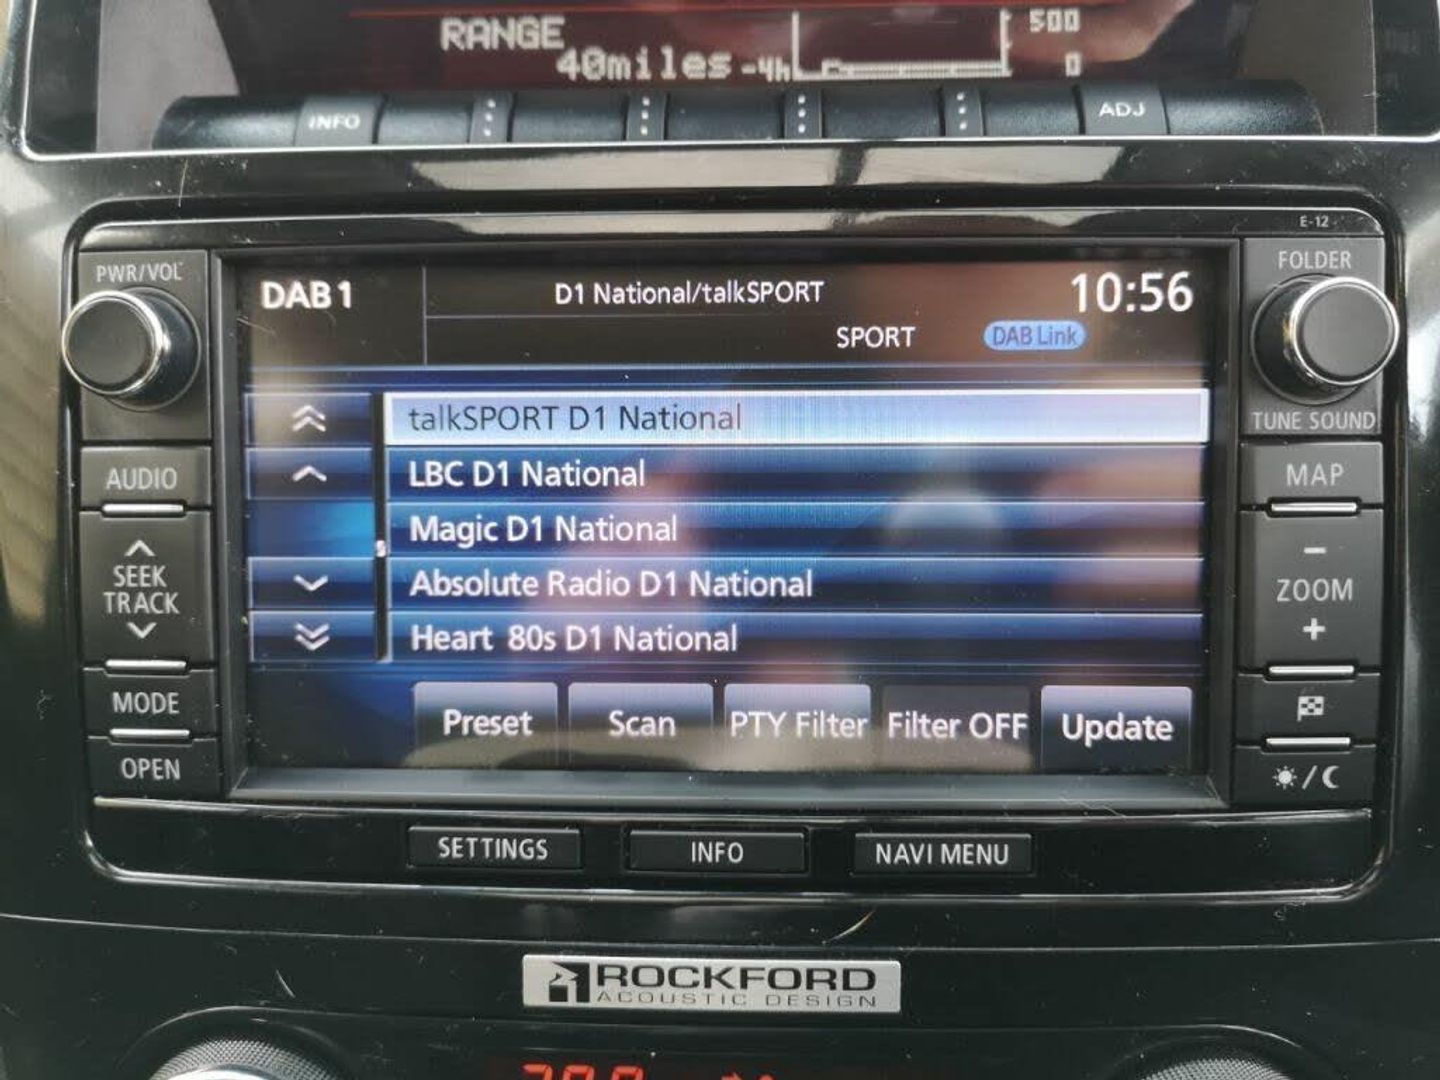 RANGE 500
40miles -4h 0
INFO ADJ
E-12
PWR/VOL FOLDER
DAB1 D1 National/talkSPORT 10:56
SPORT DAB Link
talkSPORT D1 National
TUNE SOUND
LBC D1 National
AUDIO MAP
Magic D1 National
SEEK
TRACK
ZOOM
Absolute Radio D1 National
Heart 80s D1 National
MODE
Preset Scan PTY Filter Filter OFF Update
OPEN
SETTINGS INFO NAVI MENU
ROCKFORD
ACOUSTIC DESIGN